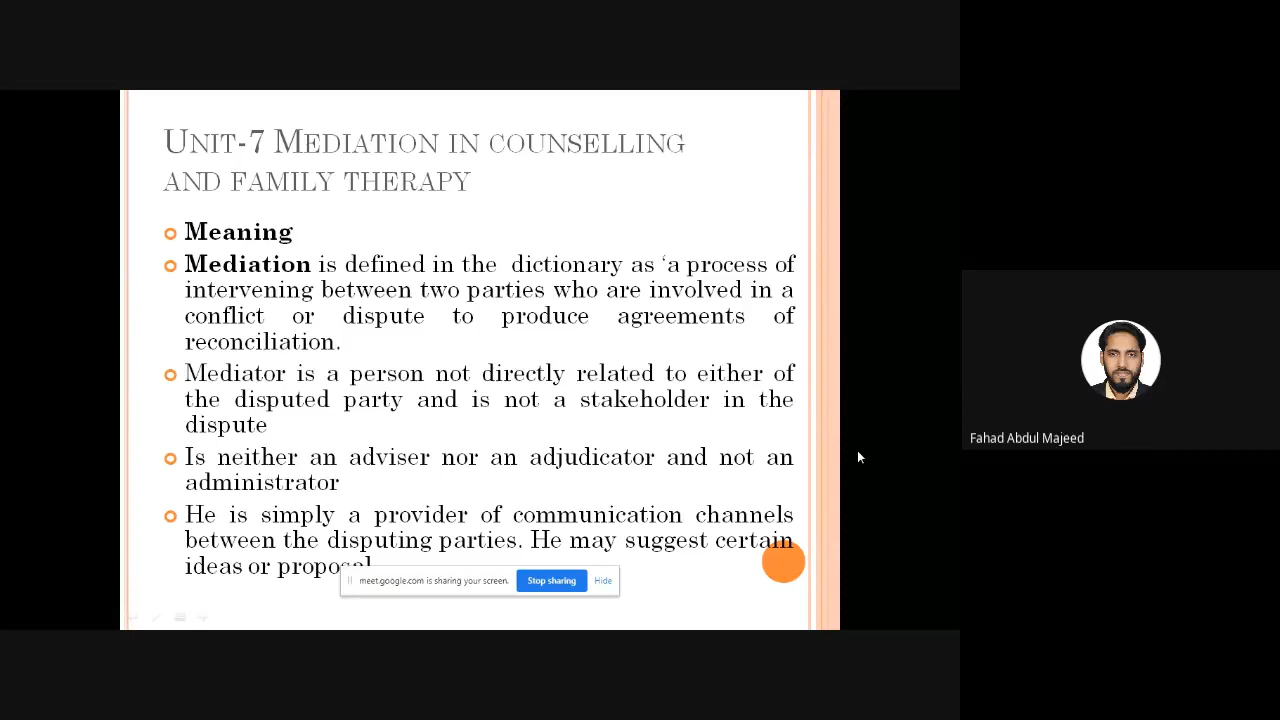 Unit-7 Mediation in counselling
and family therapy
Meaning
Mediation is defined in the dictionary as ‘a process of
intervening between two parties who are involved in a
conflict or dispute to produce agreements of
reconciliation.
Mediator is a person not directly related to either of
the disputed party and is not a stakeholder in the
dispute
Is neither an adviser nor an adjudicator and not an
administrator
He is simply a provider of communication channels
between the disputing parties. He may suggest certain
ideas or proposal
meet.google.com is sharing your screen. Stop sharing Hide
Fahad Abdul Majeed